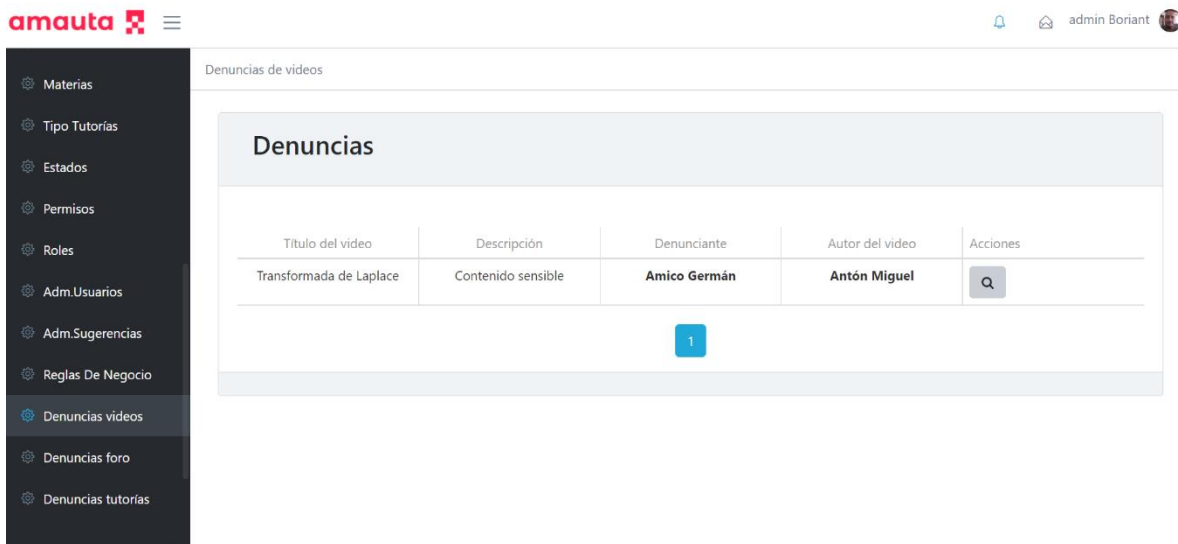 amauta
admin Boriant
Materias
Tipo Tutorías
Estados
Permisos
Roles
Adm.Usuarios
Adm.Sugerencias
Reglas De Negocio
Denuncias videos
Denuncias foro
Denuncias tutorías
Denuncias de videos
Denuncias
Título del video Descripción Denunciante Autor del video Acciones
Transformada de Laplace Contenido sensible Amico Germán Antón Miguel
1